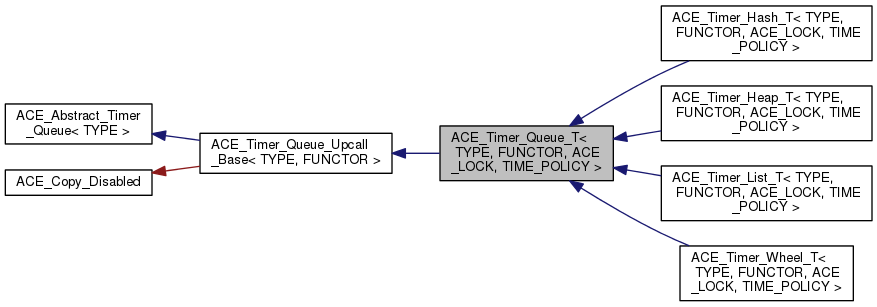 ACE_Abstract_Timer
_Queue< TYPE >
ACE_Copy_Disabled
ACE_Timer_Queue_Upcall
_Base< TYPE, FUNCTOR >
ACE_Timer_Queue_T<
TYPE, FUNCTOR, ACE
_LOCK, TIME_POLICY >
ACE_Timer_Hash_T< TYPE,
FUNCTOR, ACE_LOCK, TIME
_POLICY >
ACE_Timer_Heap_T< TYPE,
FUNCTOR, ACE_LOCK, TIME
_POLICY >
ACE_Timer_List_T< TYPE,
FUNCTOR, ACE_LOCK, TIME
_POLICY >
ACE_Timer_Wheel_T<
TYPE, FUNCTOR, ACE
_LOCK, TIME_POLICY >